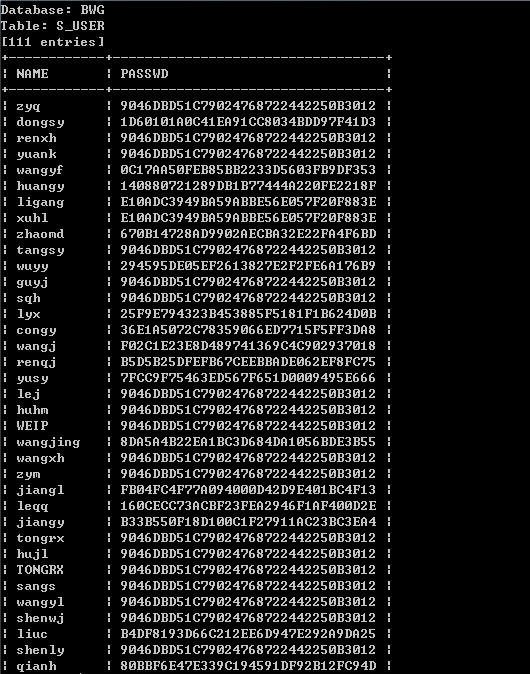 Database: BWG
Table: S_USER
[111 entries]
+------------+----------------------------------+
¦ NAME ¦ PASSWD ¦
+------------+----------------------------------+
¦ zyq ¦ 9046DBD51C79024768722442250B3012 ¦
¦ dongsy ¦ 1D60101A0C41EA91CC8034BDD97F41D3 ¦
¦ renxh ¦ 9046DBD51C79024768722442250B3012 ¦
¦ yuank ¦ 9046DBD51C79024768722442250B3012 ¦
¦ wangyf ¦ 0C17AA50FEB85BB2233D5603FB9DF353 ¦
¦ huangy ¦ 140880721289DB1B77444A220FE2218F ¦
¦ ligang ¦ E10ADC3949BA59ABBE56E057F20F883E ¦
¦ xuhl ¦ E10ADC3949BA59ABBE56E057F20F883E ¦
¦ zhaomd ¦ 670B14728AD9902AECBA32E22FA4F6BD ¦
¦ tangsy ¦ 9046DBD51C79024768722442250B3012 ¦
¦ wuyy ¦ 294595DE05EF2613827E2F2FE6A176B9 ¦
¦ guyj ¦ 9046DBD51C79024768722442250B3012 ¦
¦ sqh ¦ 9046DBD51C79024768722442250B3012 ¦
¦ lyx ¦ 25F9E794323B453885F5181F1B624D0B ¦
¦ congy ¦ 36E1A5072C78359066ED7715F5FF3DA8 ¦
¦ wangj ¦ F02C1E23E8D489741369C4C902937018 ¦
¦ renqj ¦ B5D5B25DFEFB67CEEBBADE062EF8FC75 ¦
¦ yusy ¦ 7FCC9F75463ED567F651D0009495E666 ¦
¦ lej ¦ 9046DBD51C79024768722442250B3012 ¦
¦ huhm ¦ 9046DBD51C79024768722442250B3012 ¦
¦ WEIP ¦ 9046DBD51C79024768722442250B3012 ¦
¦ wangjing ¦ 8DA5A4B22EA1BC3D684DA1056BDE3B55 ¦
¦ wangxh ¦ 9046DBD51C79024768722442250B3012 ¦
¦ zym ¦ 9046DBD51C79024768722442250B3012 ¦
¦ jiangl ¦ FB04FC4F77A094000D42D9E401BC4F13 ¦
¦ leqq ¦ 160CECC73ACBF23FEA2946F1AF400D2E ¦
¦ jiangy ¦ B33B550F18D100C1F27911AC23BC3EA4 ¦
¦ tongrx ¦ 9046DBD51C79024768722442250B3012 ¦
¦ hujl ¦ 9046DBD51C79024768722442250B3012 ¦
¦ TONGRX ¦ 9046DBD51C79024768722442250B3012 ¦
¦ sangs ¦ 9046DBD51C79024768722442250B3012 ¦
¦ wangyl ¦ 9046DBD51C79024768722442250B3012 ¦
¦ shenwj ¦ 9046DBD51C79024768722442250B3012 ¦
¦ liuc ¦ B4DF8193D66C212EE6D947E292A9DA25 ¦
¦ shenly ¦ 9046DBD51C79024768722442250B3012 ¦
¦ qianh ¦ 80BBF6E47E339C194591DF92B12FC94D ¦